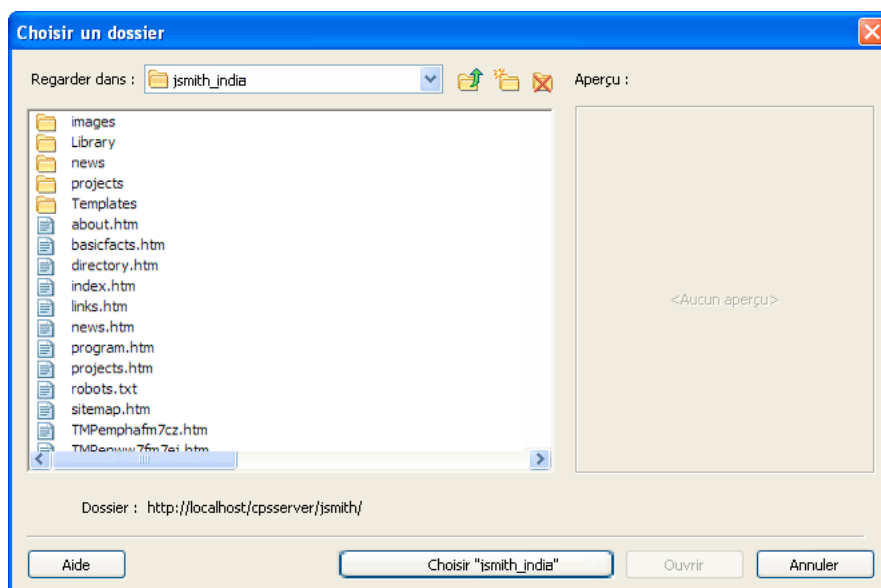 Choisir un dossier
Regarder dans : jsmith_india Aperçu :
images
Library
news
projects
Templates
about.htm
basicfacts.htm
directory.htm
index.htm
links.htm
news.htm
program.htm
projects.htm
robots.txt
sitemap.htm
TMPemphafm7cz.htm
<Aucun aperçu>
Dossier : http://localhost/cpsserver/jsmith/
Aide Choisir "jsmith_india" Ouvrir Annuler